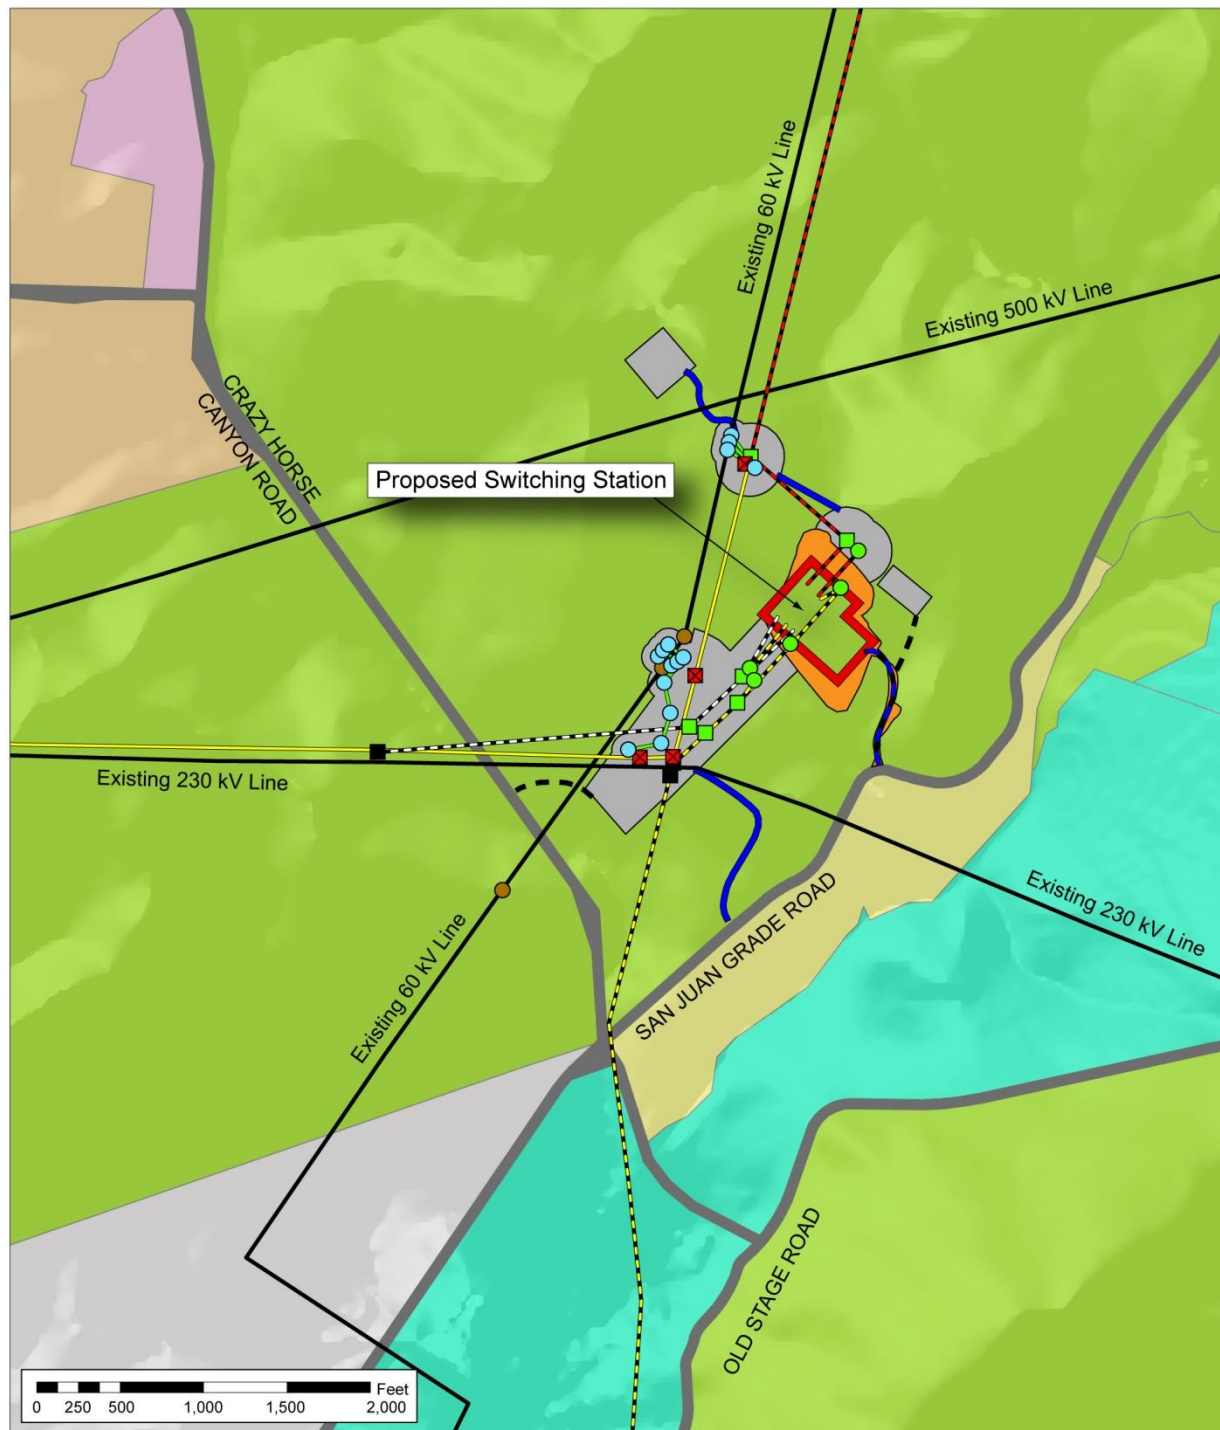 Existing 60 kV Line
Existing 500 kV Line
CRAZY HORSE
CANYON ROAD
Proposed Switching Station
Existing 230 kV Line
Existing 230 kV Line
SAN JUAN GRADE ROAD
Existing 60 kV Line
OLD STAGE ROAD
Feet
0 250 500 1,000 1,500 2,000